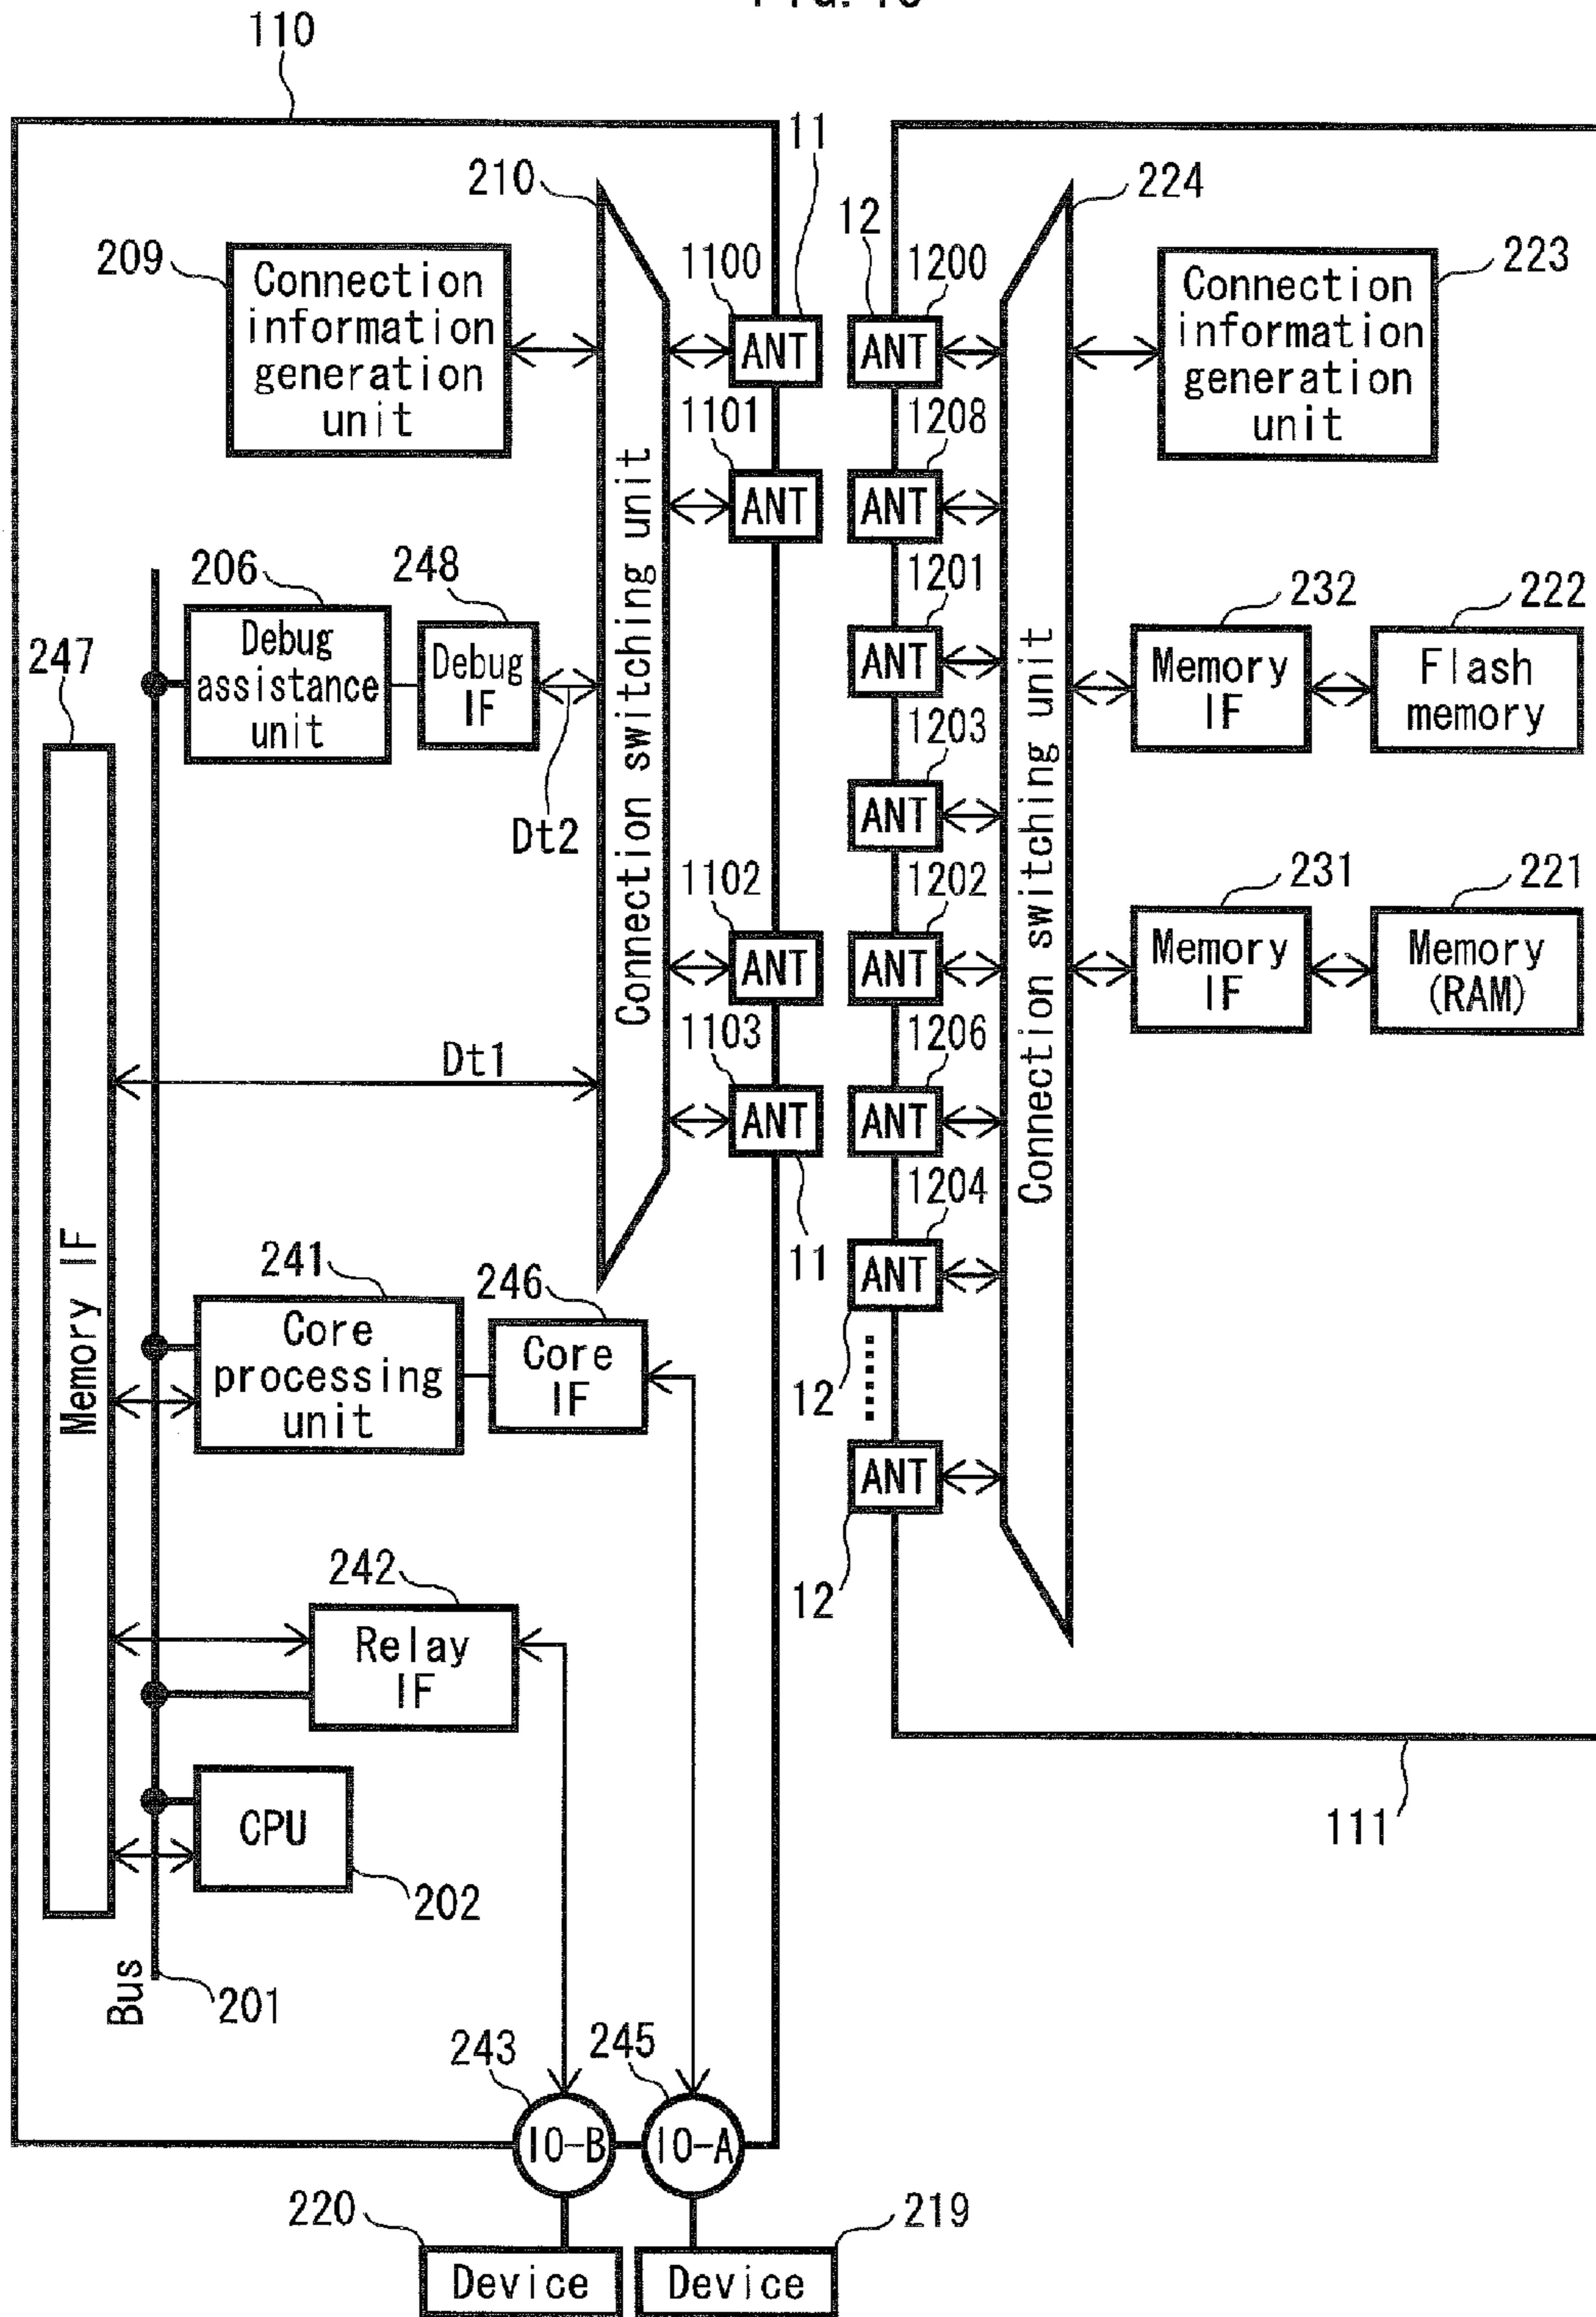 110
11
210
224
12
209
Connection
information
generation
unit
1100
ANT
1200
ANT
Connection
information
generation
unit
223
1101
ANT
1208
ANT
Connection switching unit
206
Debug
assistance
unit
248
Debug
IF
Dt2
1201
ANT
Connection switching unit
232
Memory
IF
222
Flash
memory
247
Memory IF
1203
ANT
1102
ANT
1202
ANT
231
Memory
IF
221
Memory
(RAM)
Dt1
1103
ANT
11
1206
ANT
1204
ANT
12
241
Core
processing
unit
246
Core
IF
ANT
12
242
Relay
IF
CPU
202
111
Bus
201
243
IO-B
245
IO-A
220
Device
219
Device